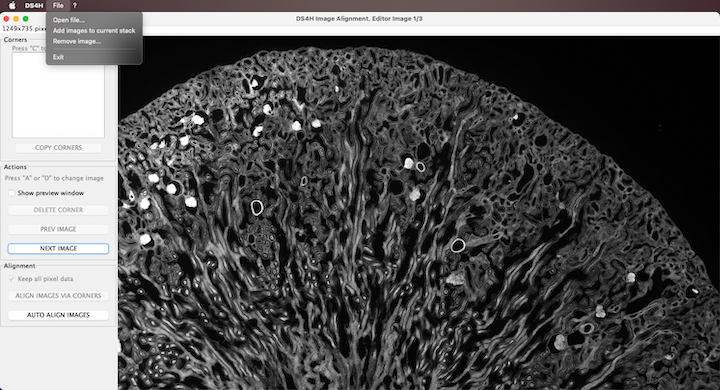 DS4H File ?
DS4H Image Alignment. Editor Image 1/3
1249x735 pixe
Open file...
Add images to current stack
Remove image...
Exit
Corners
Press "C" to
COPY CORNERS
Actions
Press "A" or "D" to change image
Show preview window
DELETE CORNER
PREV IMAGE
NEXT IMAGE
Alignment
Keep all pixel data
ALIGN IMAGES VIA CORNERS
AUTO ALIGN IMAGES